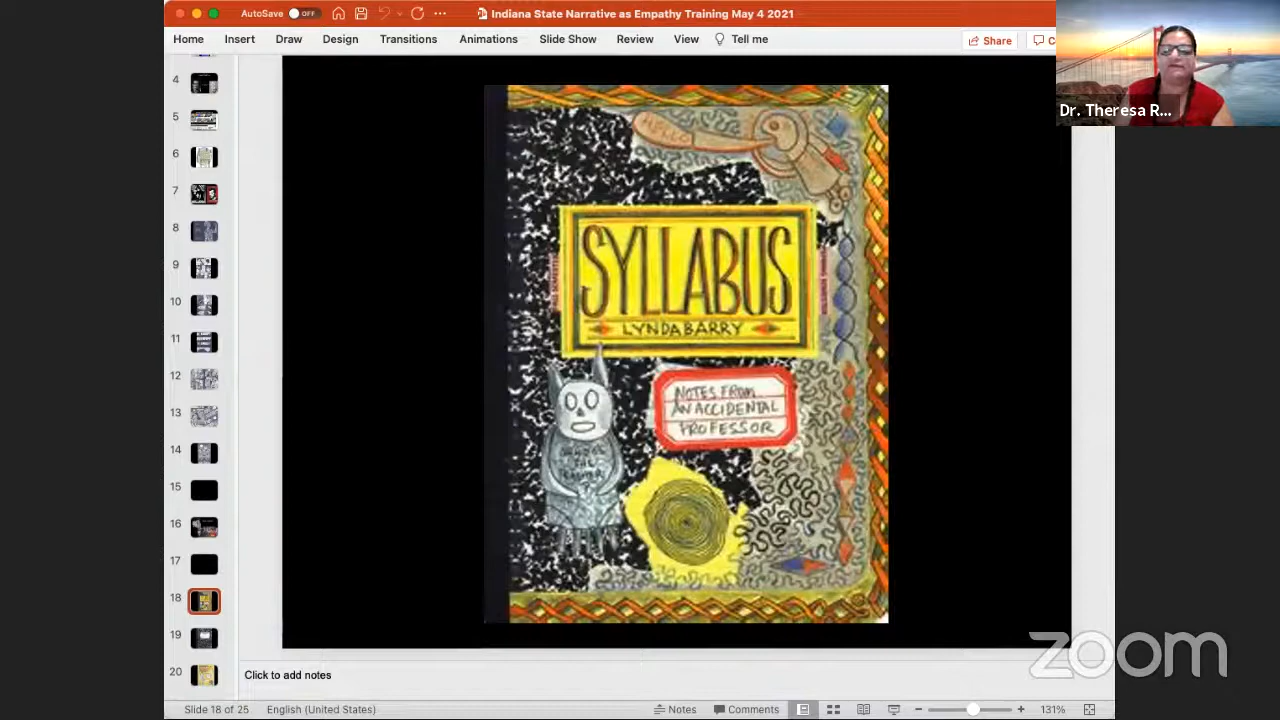 AutoSave OFF
Indiana State Narrative as Empathy Training May 4 2021
Home Insert Draw Design Transitions Animations Slide Show Review View Tell me
Share
C
Dr. Theresa R...
4
5
6
7
8
9
10
11
12
13
14
15
16
17
18
19
20
HELLO
SYLLABUS
LYNDA BARRY
NOTES FROM
AN ACCIDENTAL
PROFESSOR
zoom
Click to add notes
Slide 18 of 25 English (United States) Notes Comments 131%